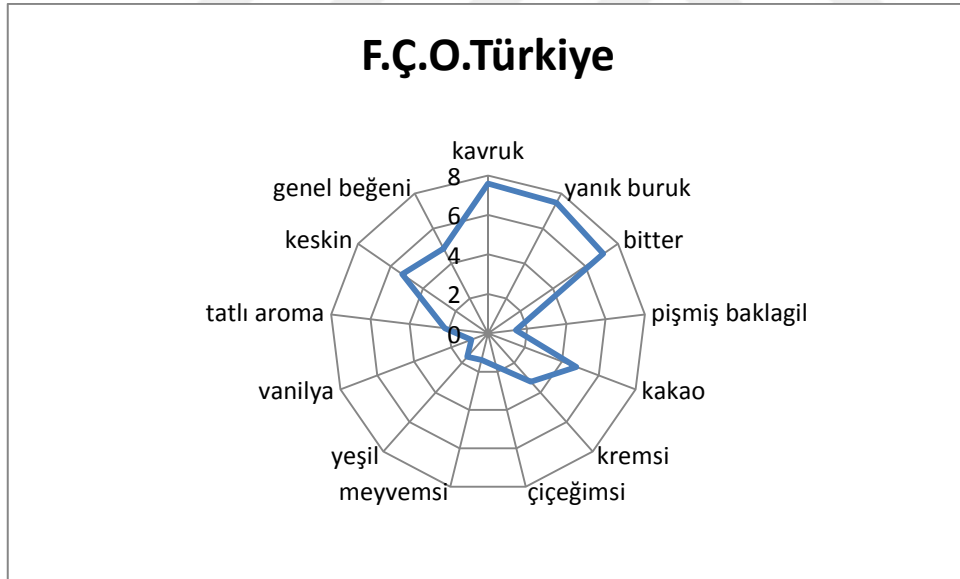 F.Ç.O.Türkiye
kavruk
genel beğeni
8
yanık buruk
6
keskin
bitter
4
2
tatlı aroma
0
pişmiş baklagil
vanilya
kakao
yeşil
kremsi
meyvemsi
çiçeğimsi